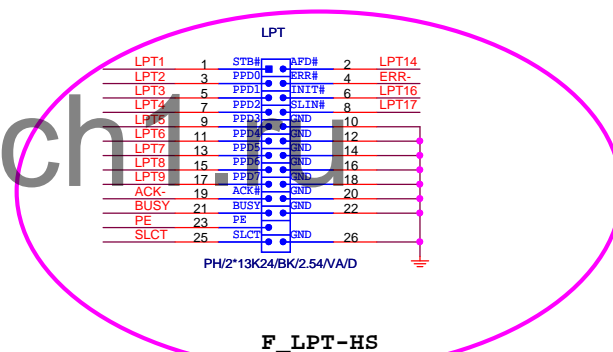 LPT
LPT1 1 STB# AFD# 2 LPT14
LPT2 3 PPD0 ERR# 4 ERR-
LPT3 5 PPD1 INIT# 6 LPT16
LPT4 7 PPD2 SLIN# 8 LPT17
LPT5 9 PPD3 GND 10
LPT6 11 PPD4 GND 12
LPT7 13 PPD5 GND 14
LPT8 15 PPD6 GND 16
LPT9 17 PPD7 GND 18
ACK- 19 ACK# GND 20
BUSY 21 BUSY GND 22
PE 23 PE
SLCT 25 SLCT GND 26
PH/2*13K24/BK/2.54/VA/D
F_LPT-HS
ch1.ru